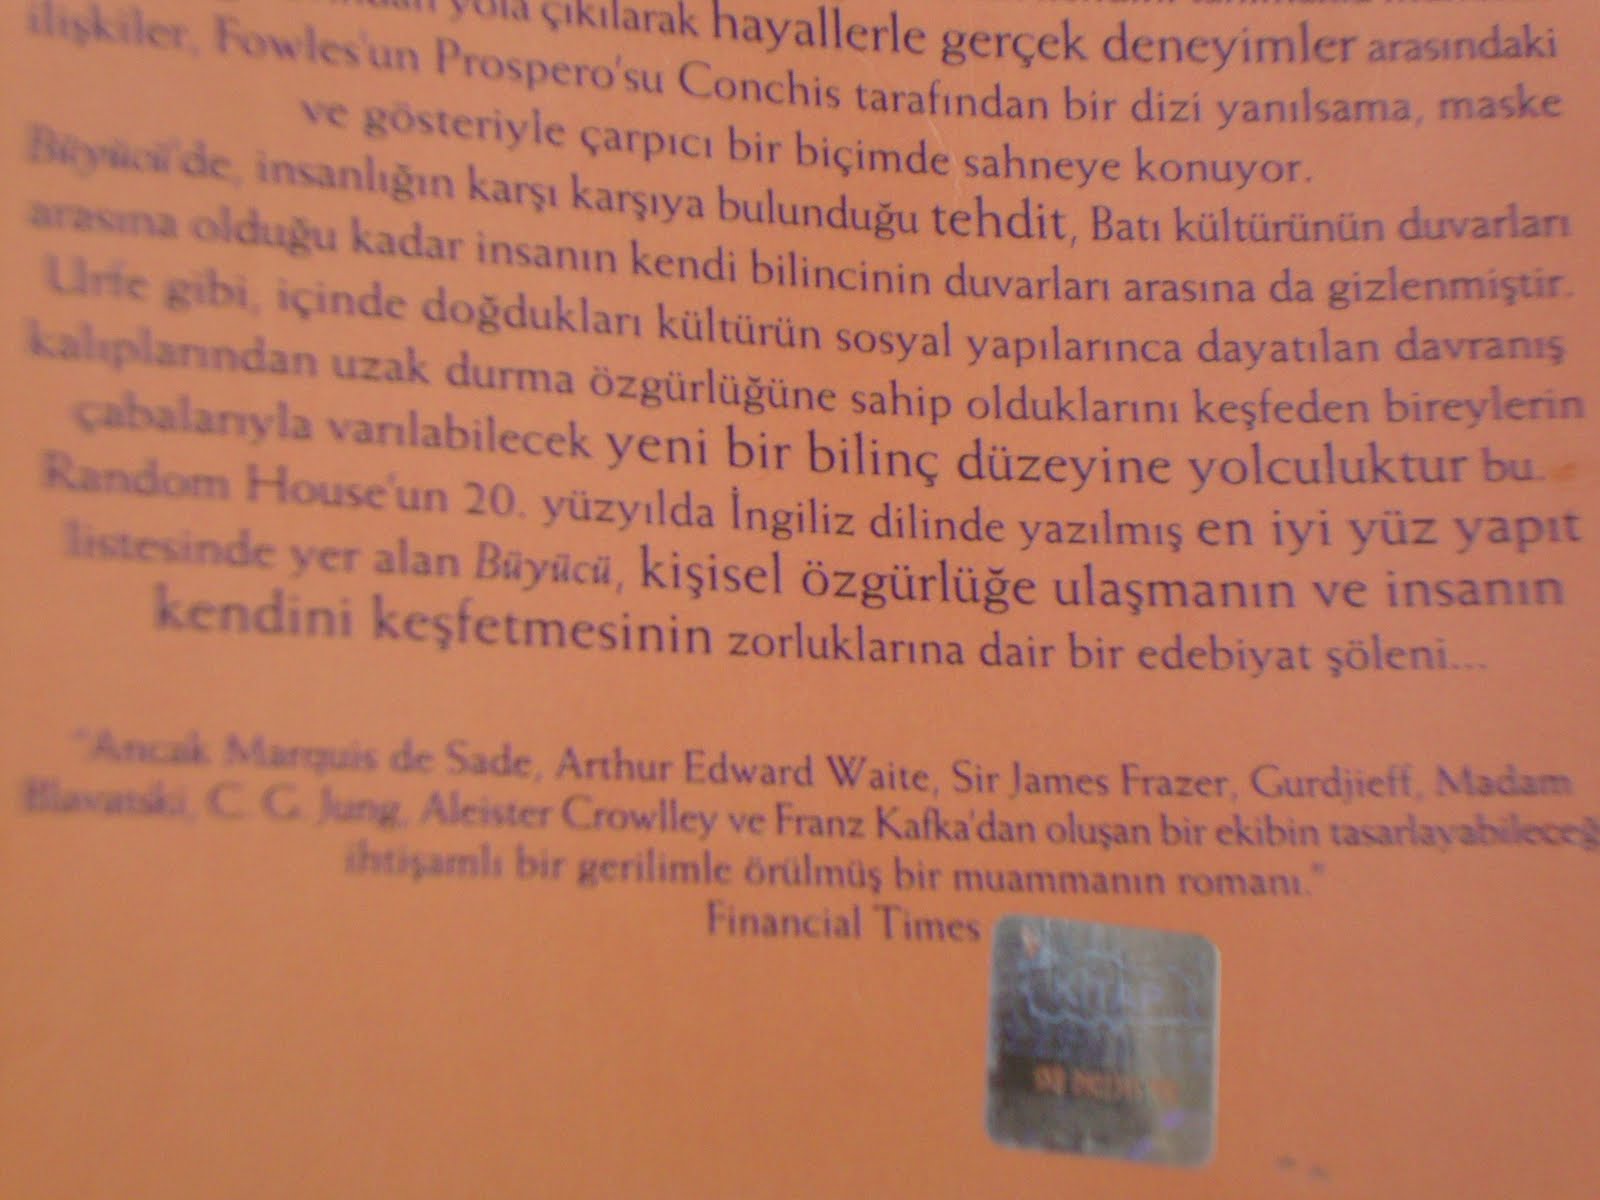 yola çıkılarak hayallerle gerçek deneyimler arasındaki
ilişkiler, Fowles'un Prospero'su Conchis tarafından bir dizi yanılsama, maske
ve gösteriyle çarpıcı bir biçimde sahneye konuyor.
Büyücü'de, insanlığın karşı karşıya bulunduğu tehdit, Batı kültürünün duvarları
arasına olduğu kadar insanın kendi bilincinin duvarları arasına da gizlenmiştir.
Urfe gibi, içinde doğdukları kültürün sosyal yapılarınca dayatılan davranış
kalıplarından uzak durma özgürlüğüne sahip olduklarını keşfeden bireylerin
çabalarıyla varılabilecek yeni bir bilinç düzeyine yolculuktur bu.
Random House'un 20. yüzyılda İngiliz dilinde yazılmış en iyi yüz yapıt
listesinde yer alan Büyücü, kişisel özgürlüğe ulaşmanın ve insanın
kendini keşfetmesinin zorluklarına dair bir edebiyat şöleni...
"Ancak Marquis de Sade, Arthur Edward Waite, Sir James Frazer, Gurdjieff, Madam
Blavatski, C. G. Jung, Aleister Crowlley ve Franz Kafka'dan oluşan bir ekibin tasarlayabileceğ
ihtişamlı bir gerilimle örülmüş bir muammanın romanı."
Financial Times
KİTAP